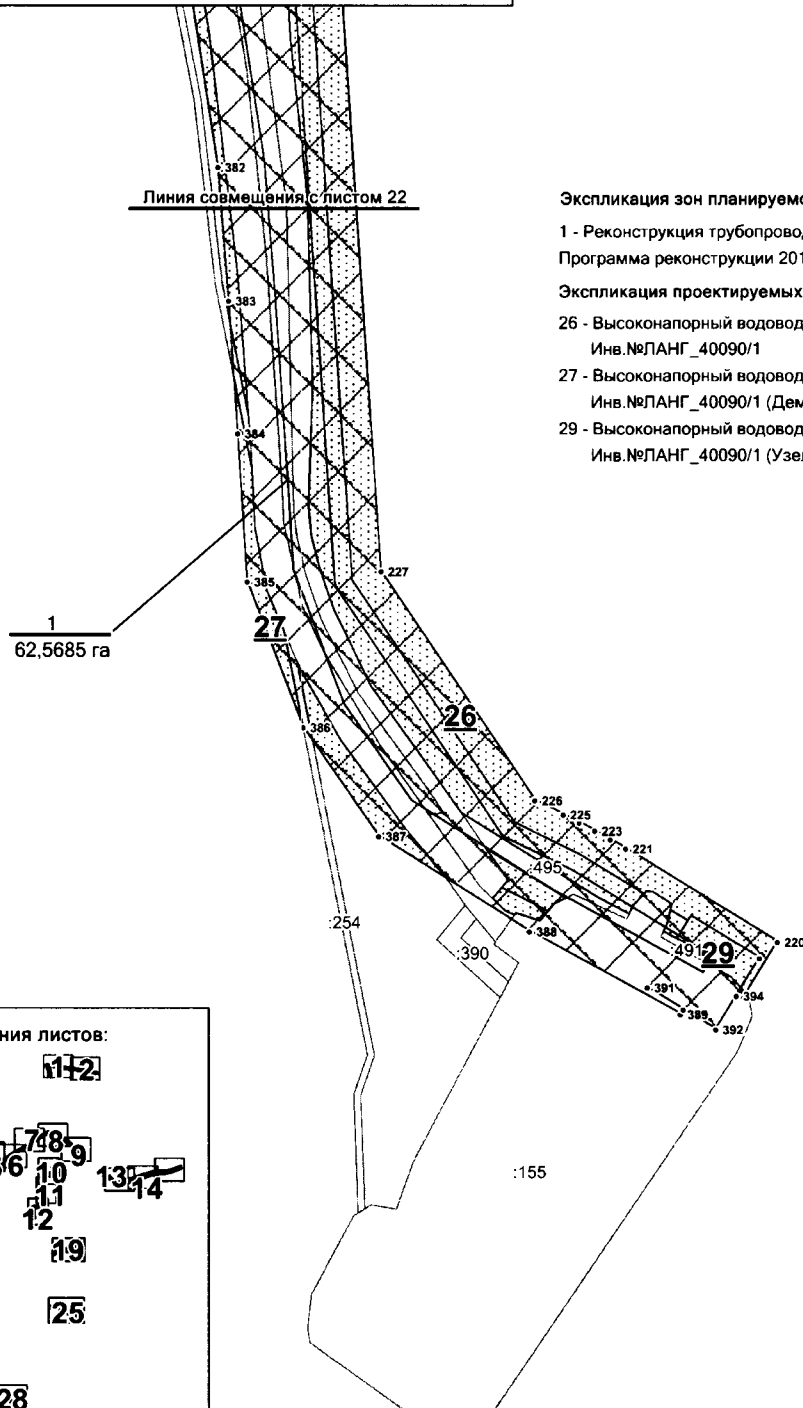 382
Линия совмещения с листом 22
Экспликация зон планируемо
1 - Реконструкция трубопровод
Программа реконструкции 201
Экспликация проектируемых
26 - Высоконапорный водовод
Инв.№ЛАНГ_40090/1
27 - Высоконапорный водовод
Инв.№ЛАНГ_40090/1 (Дем
29 - Высоконапорный водовод
Инв.№ЛАНГ_40090/1 (Узел
383
384
227
385
1
62,5685 га
27
26
386
226
225
223
221
387
:495
:254
388
:390
:491
29
220
391
394
389
392
ния листов:
1 2
7 8
9
6
10
13
14
11
12
:155
19
25
28